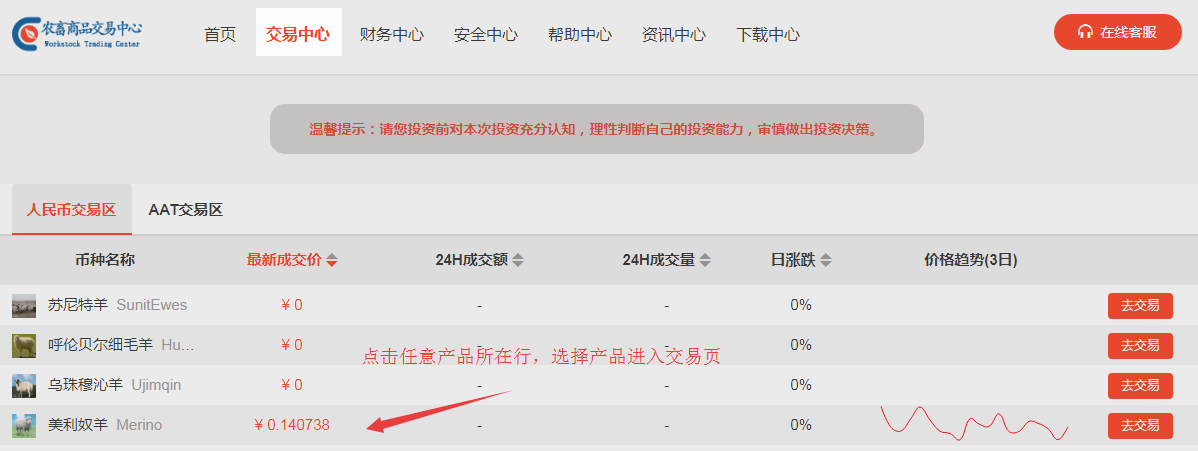 农畜商品交易中心
Workstock Trading Center
首页 交易中心 财务中心 安全中心 帮助中心 资讯中心 下载中心
在线客服
温馨提示：请您投资前对本次投资充分认知，理性判断自己的投资能力，审慎做出投资决策。
人民币交易区 AAT交易区
币种名称 最新成交价 24H成交额 24H成交量 日涨跌 价格趋势(3日)
苏尼特羊 SunitEwes ¥ 0 - - 0% 去交易
呼伦贝尔细毛羊 Hu... ¥ 0 - - 0% 去交易
点击任意产品所在行，选择产品进入交易页
乌珠穆沁羊 Ujimqin ¥ 0 - - 0% 去交易
美利奴羊 Merino ¥ 0.140738 - - 0% 去交易